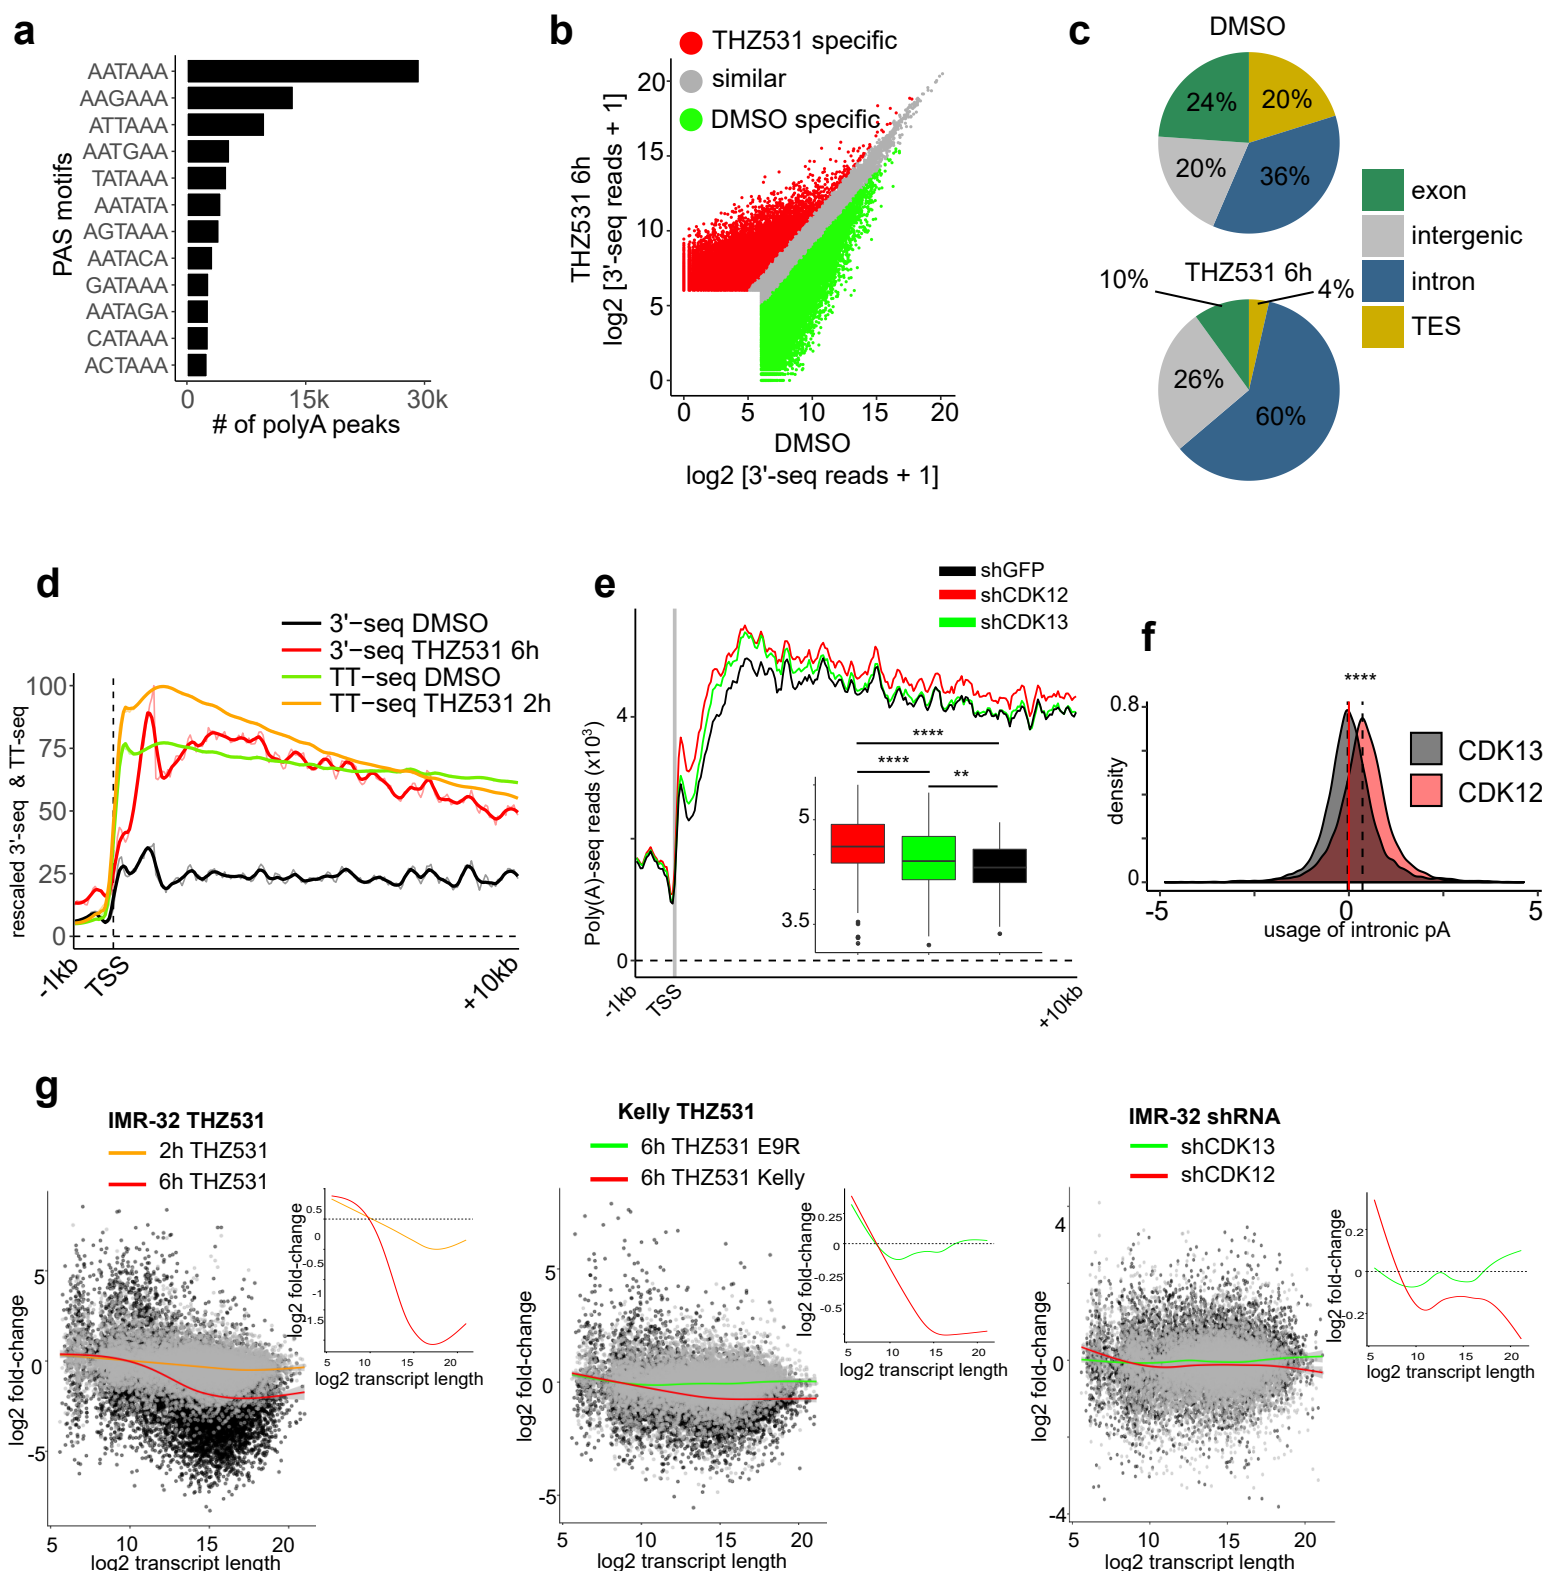 a
AATAAA
AAGAAA
ATTAAA
AATGAA
TATAAA
AATATA
AGTAAA
AATACA
GATAAA
AATAGA
CATAAA
ACTAAA
PAS motifs
0 15k 30k
# of polyA peaks
b
THZ531 specific
similar
DMSO specific
20
15
10
5
0
THZ531 6h
log2 [3'-seq reads + 1]
0 5 10 15 20
DMSO
log2 [3'-seq reads + 1]
c
DMSO
24%
20%
20%
36%
THZ531 6h
10%
4%
26%
60%
exon
intergenic
intron
TES
d
3'−seq DMSO
3'−seq THZ531 6h
TT−seq DMSO
TT−seq THZ531 2h
100
75
50
25
0
rescaled 3'-seq & TT-seq
-1kb
TSS
+10kb
e
shGFP
shCDK12
shCDK13
4
0
Poly(A)-seq reads (x10³)
****
****
**
5
3.5
-1kb
TSS
+10kb
f
****
0.8
0
density
CDK13
CDK12
-5 0 5
usage of intronic pA
g
IMR-32 THZ531
2h THZ531
6h THZ531
5
0
-5
log2 fold-change
5 10 15 20
log2 transcript length
0.5
0
-0.5
-1
-1.5
log2 fold-change
5 10 15 20
log2 transcript length
Kelly THZ531
6h THZ531 E9R
6h THZ531 Kelly
5
0
-5
log2 fold-change
5 10 15 20
log2 transcript length
0.25
0
-0.25
-0.5
log2 fold-change
5 10 15 20
log2 transcript length
IMR-32 shRNA
shCDK13
shCDK12
4
0
-4
log2 fold-change
5 10 15 20
log2 transcript length
0.2
0
-0.2
log2 fold-change
5 10 15 20
log2 transcript length